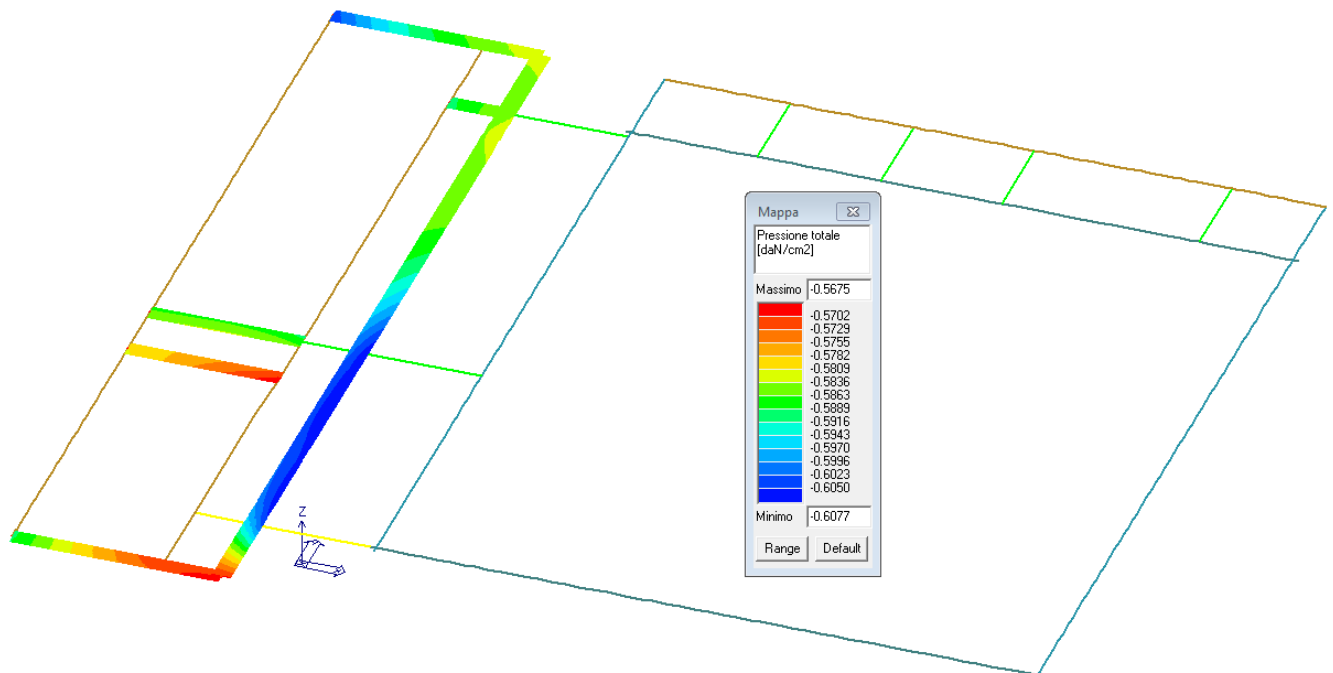 Z
Mappa
Pressione totale
[daN/cm2]
Massimo -0.5675
-0.5702
-0.5729
-0.5755
-0.5782
-0.5809
-0.5836
-0.5863
-0.5889
-0.5916
-0.5943
-0.5970
-0.5996
-0.6023
-0.6050
Minimo -0.6077
Range Default